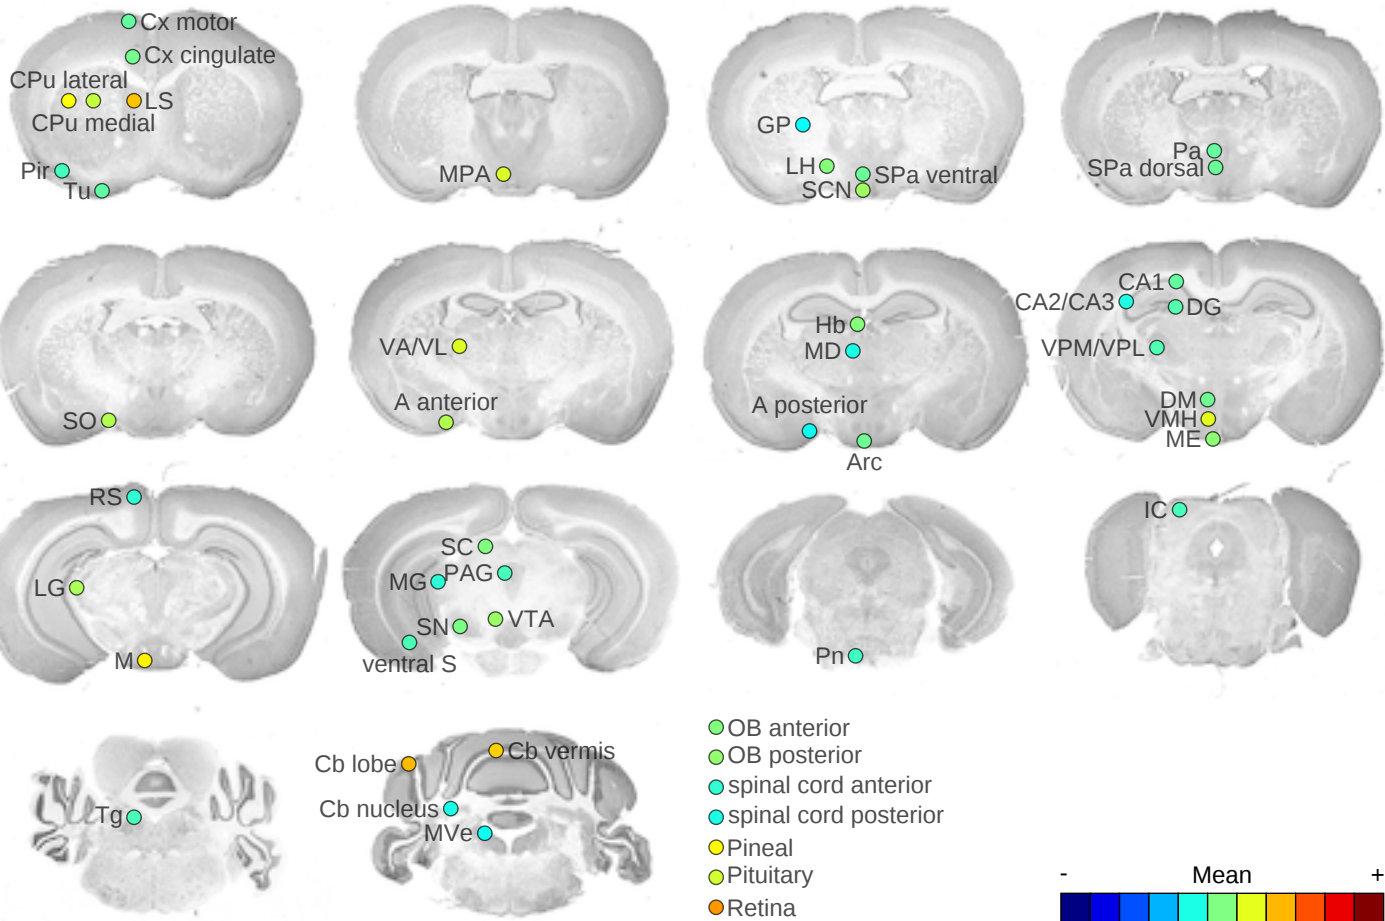 Cx motor
Cx cingulate
CPu lateral
LS
CPu medial
Pir
Tu
MPA
GP
LH
SPa ventral
SCN
Pa
SPa dorsal
SO
VA/VL
A anterior
Hb
MD
A posterior
Arc
CA1
CA2/CA3
DG
VPM/VPL
DM
VMH
ME
RS
LG
M
SC
MG
PAG
SN
VTA
ventral S
Pn
IC
Tg
Cb lobe
Cb vermis
Cb nucleus
MVe
OB anterior
OB posterior
spinal cord anterior
spinal cord posterior
Pineal
Pituitary
Retina
- Mean +